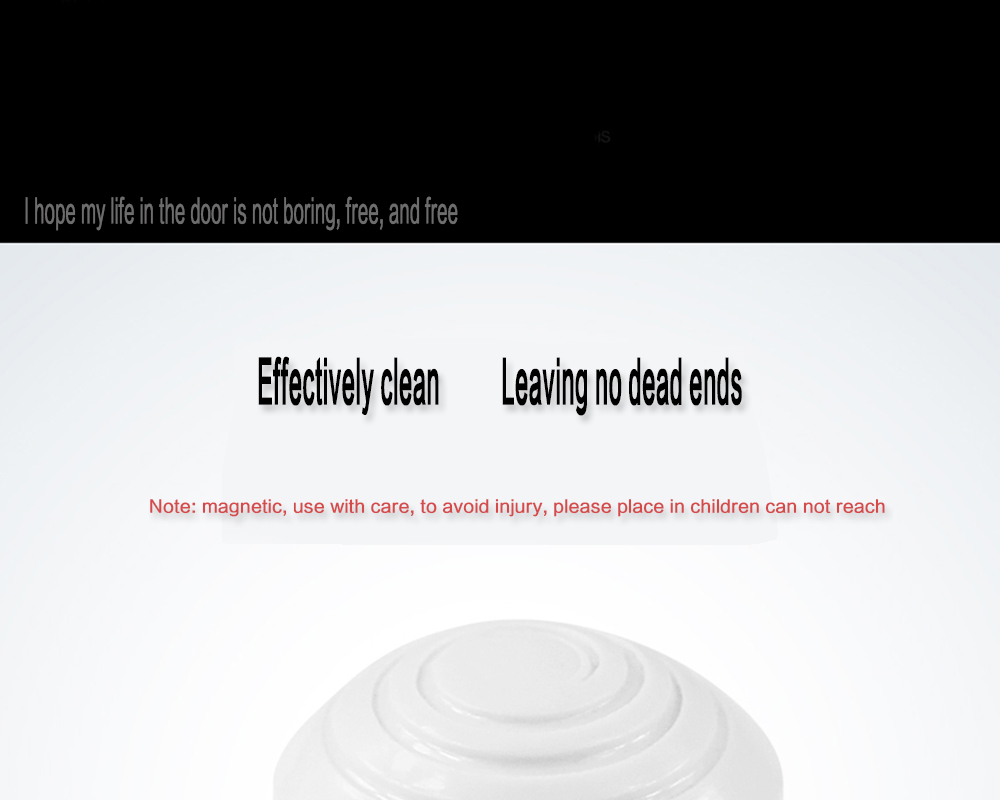 I hope my life in the door is not boring, free, and free
Effectively clean Leaving no dead ends
Note: magnetic, use with care, to avoid injury, please place in children can not reach